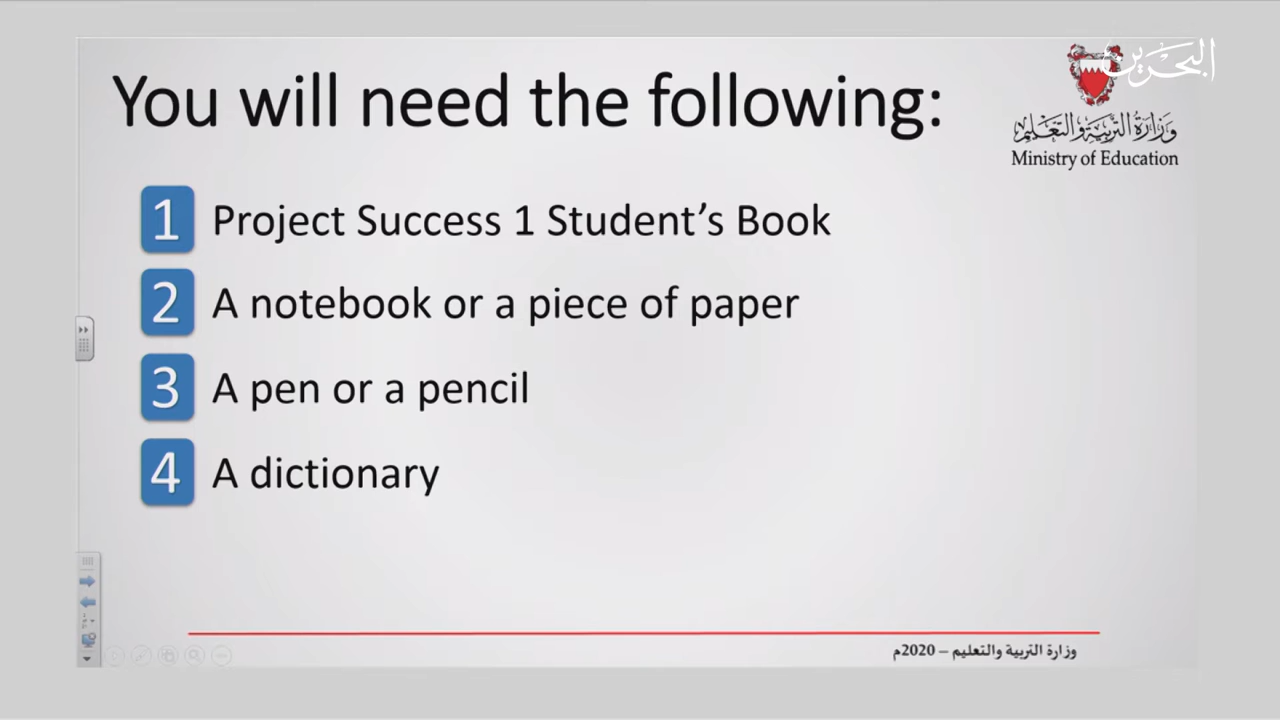 You will need the following:
البحرين
وزارة التربية والتعليم
Ministry of Education
1 Project Success 1 Student’s Book
2 A notebook or a piece of paper
3 A pen or a pencil
4 A dictionary
وزارة التربية والتعليم – 2020م